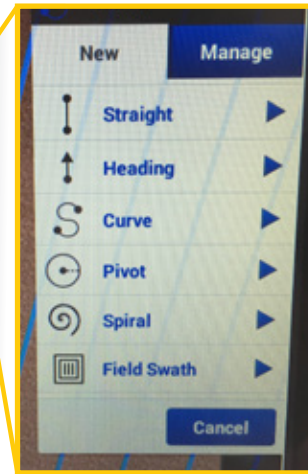 New Manage
Straight
Heading
Curve
Pivot
Spiral
Field Swath
Cancel